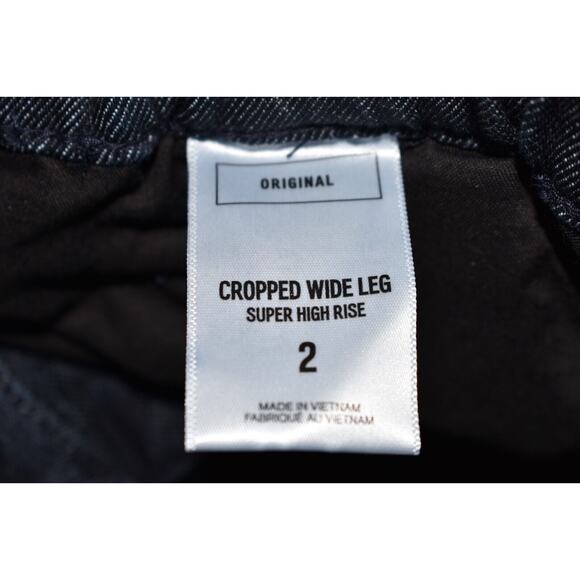 ORIGINAL
CROPPED WIDE LEG
SUPER HIGH RISE
2
MADE IN VIETNAM
FABRIQUÉ AU VIETNAM